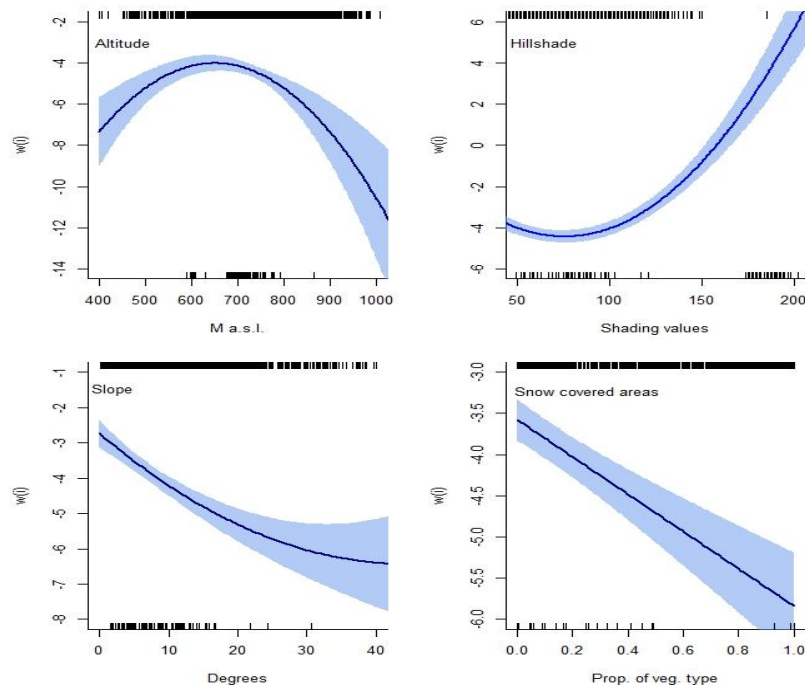 Altitude
w(i)
-2
-4
-6
-8
-10
-12
-14
400 500 600 700 800 900 1000
M a.s.l.
Hillshade
w(i)
6
4
2
0
-2
-4
-6
50 100 150 200
Shading values
Slope
w(i)
-1
-2
-3
-4
-5
-6
-7
-8
0 10 20 30 40
Degrees
Snow covered areas
w(i)
-3.0
-3.5
-4.0
-4.5
-5.0
-5.5
-6.0
0.0 0.2 0.4 0.6 0.8 1.0
Prop. of veg. type